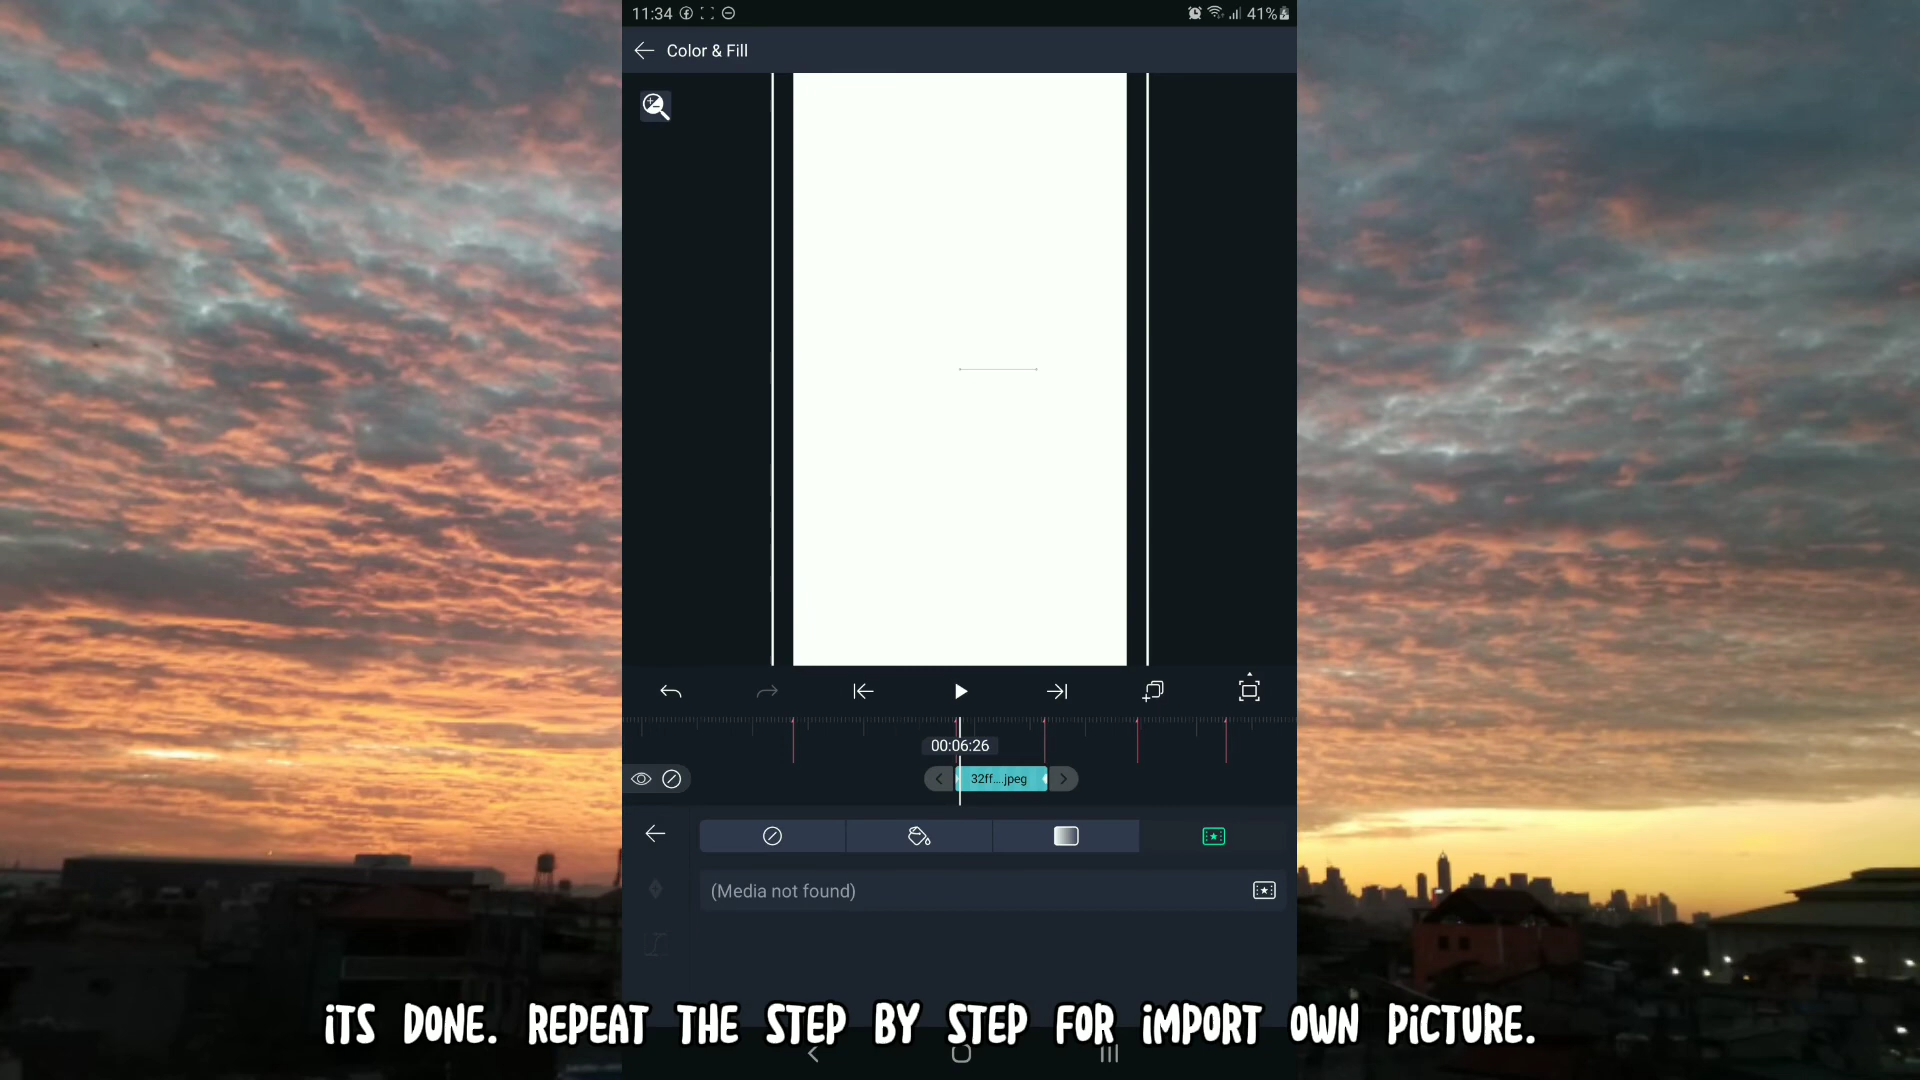 11:34
41%
Color & Fill
00:06:26
32ff....jpeg
(Media not found)
iTS DONE. REPEAT THE STEP BY STEP FOR iMPORT OWN PiCTURE.